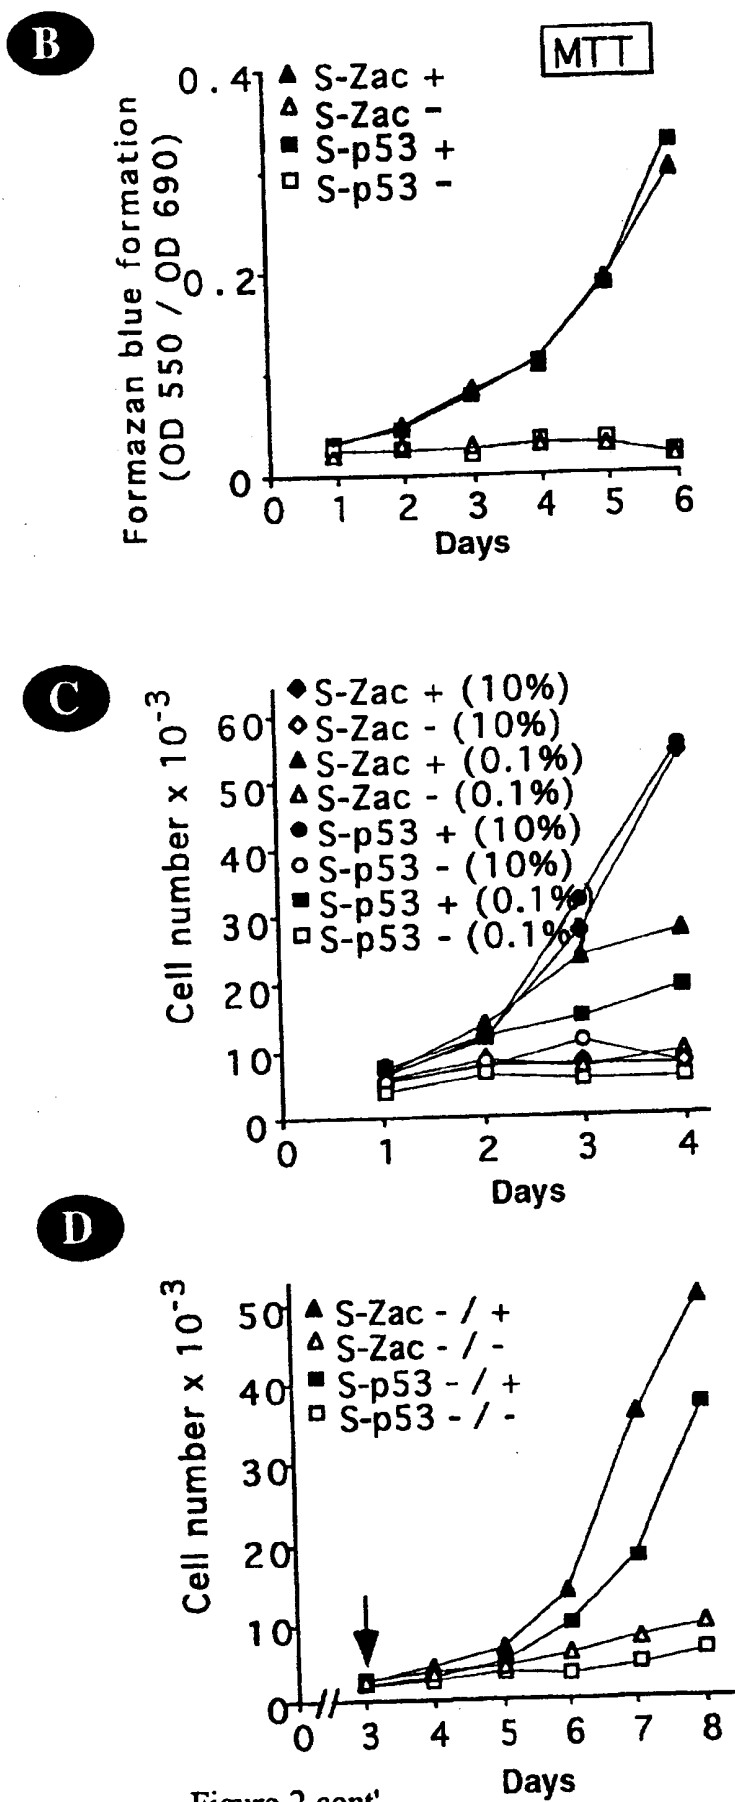 B
MTT
0.4
S-Zac +
S-Zac -
S-p53 +
S-p53 -
Formazan blue formation
(OD 550 / OD 690)
0.2
0
0 1 2 3 4 5 6
Days
C
S-Zac + (10%)
S-Zac - (10%)
S-Zac + (0.1%)
S-Zac - (0.1%)
S-p53 + (10%)
S-p53 - (10%)
S-p53 + (0.1%)
S-p53 - (0.1%
Cell number x 10-3
60
50
40
30
20
10
0
0 1 2 3 4
Days
D
S-Zac - / +
S-Zac - / -
S-p53 - / +
S-p53 - / -
Cell number x 10-3
50
40
30
20
10
0
0 3 4 5 6 7 8
Days
Figure 2 cont'